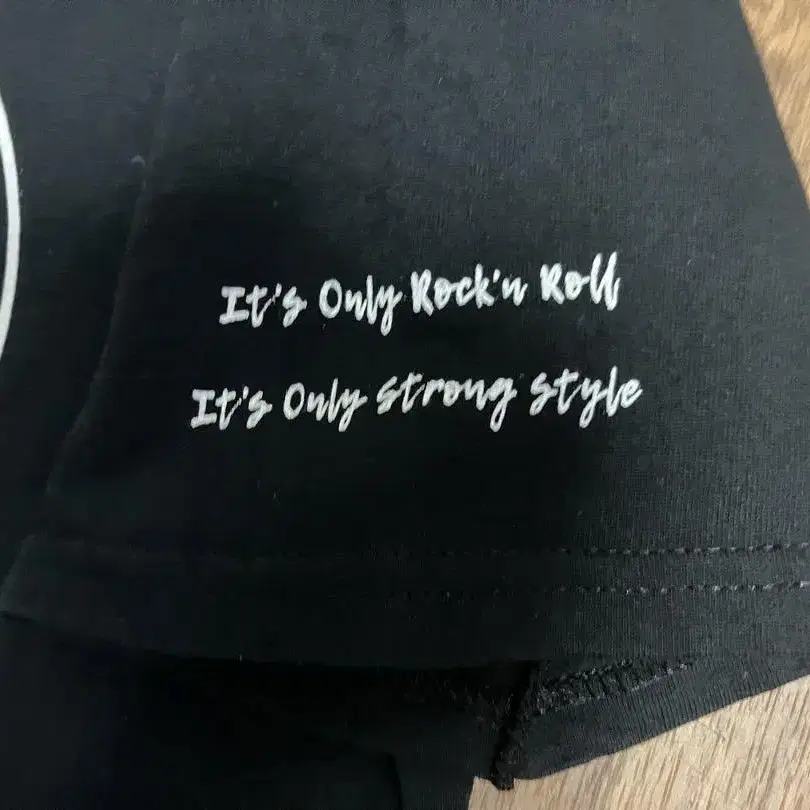 It's Only Rock'n Roll
It's Only Strong Style